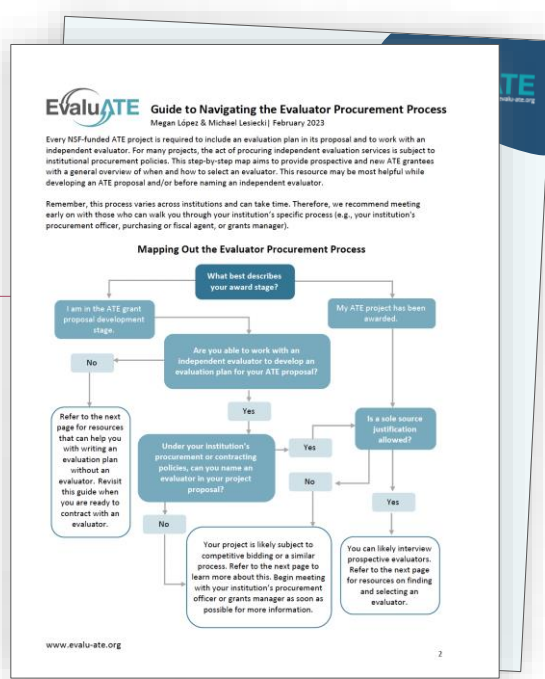 TE
evalu-ate.org
EvaluATE
Guide to Navigating the Evaluator Procurement Process
Megan López & Michael Lesiecki| February 2023
Every NSF-funded ATE project is required to include an evaluation plan in its proposal and to work with an
independent evaluator. For many projects, the act of procuring independent evaluation services is subject to
institutional procurement policies. This step-by-step map aims to provide prospective and new ATE grantees
with a general overview of when and how to select an evaluator. This resource may be most helpful while
developing an ATE proposal and/or before naming an independent evaluator.
Remember, this process varies across institutions and can take time. Therefore, we recommend meeting
early on with those who can walk you through your institution's specific process (e.g., your institution's
procurement officer, purchasing or fiscal agent, or grants manager).
Mapping Out the Evaluator Procurement Process
What best describes
your award stage?
I am in the ATE grant
proposal development
stage.
My ATE project has been
awarded.
Are you able to work with an
independent evaluator to develop an
evaluation plan for your ATE proposal?
No
Yes
Refer to the next
page for resources
that can help you
with writing an
evaluation plan
without an
evaluator. Revisit
this guide when
you are ready to
contract with an
evaluator.
Under your institution's
procurement or contracting
policies, can you name an
evaluator in your project
proposal?
Yes
Is a sole source
justification
allowed?
No
No
Yes
Your project is likely subject to
competitive bidding or a similar
process. Refer to the next page to
learn more about this. Begin meeting
with your institution's procurement
officer or grants manager as soon as
possible for more information.
You can likely interview
prospective evaluators.
Refer to the next page
for resources on finding
and selecting an
evaluator.
www.evalu-ate.org
2